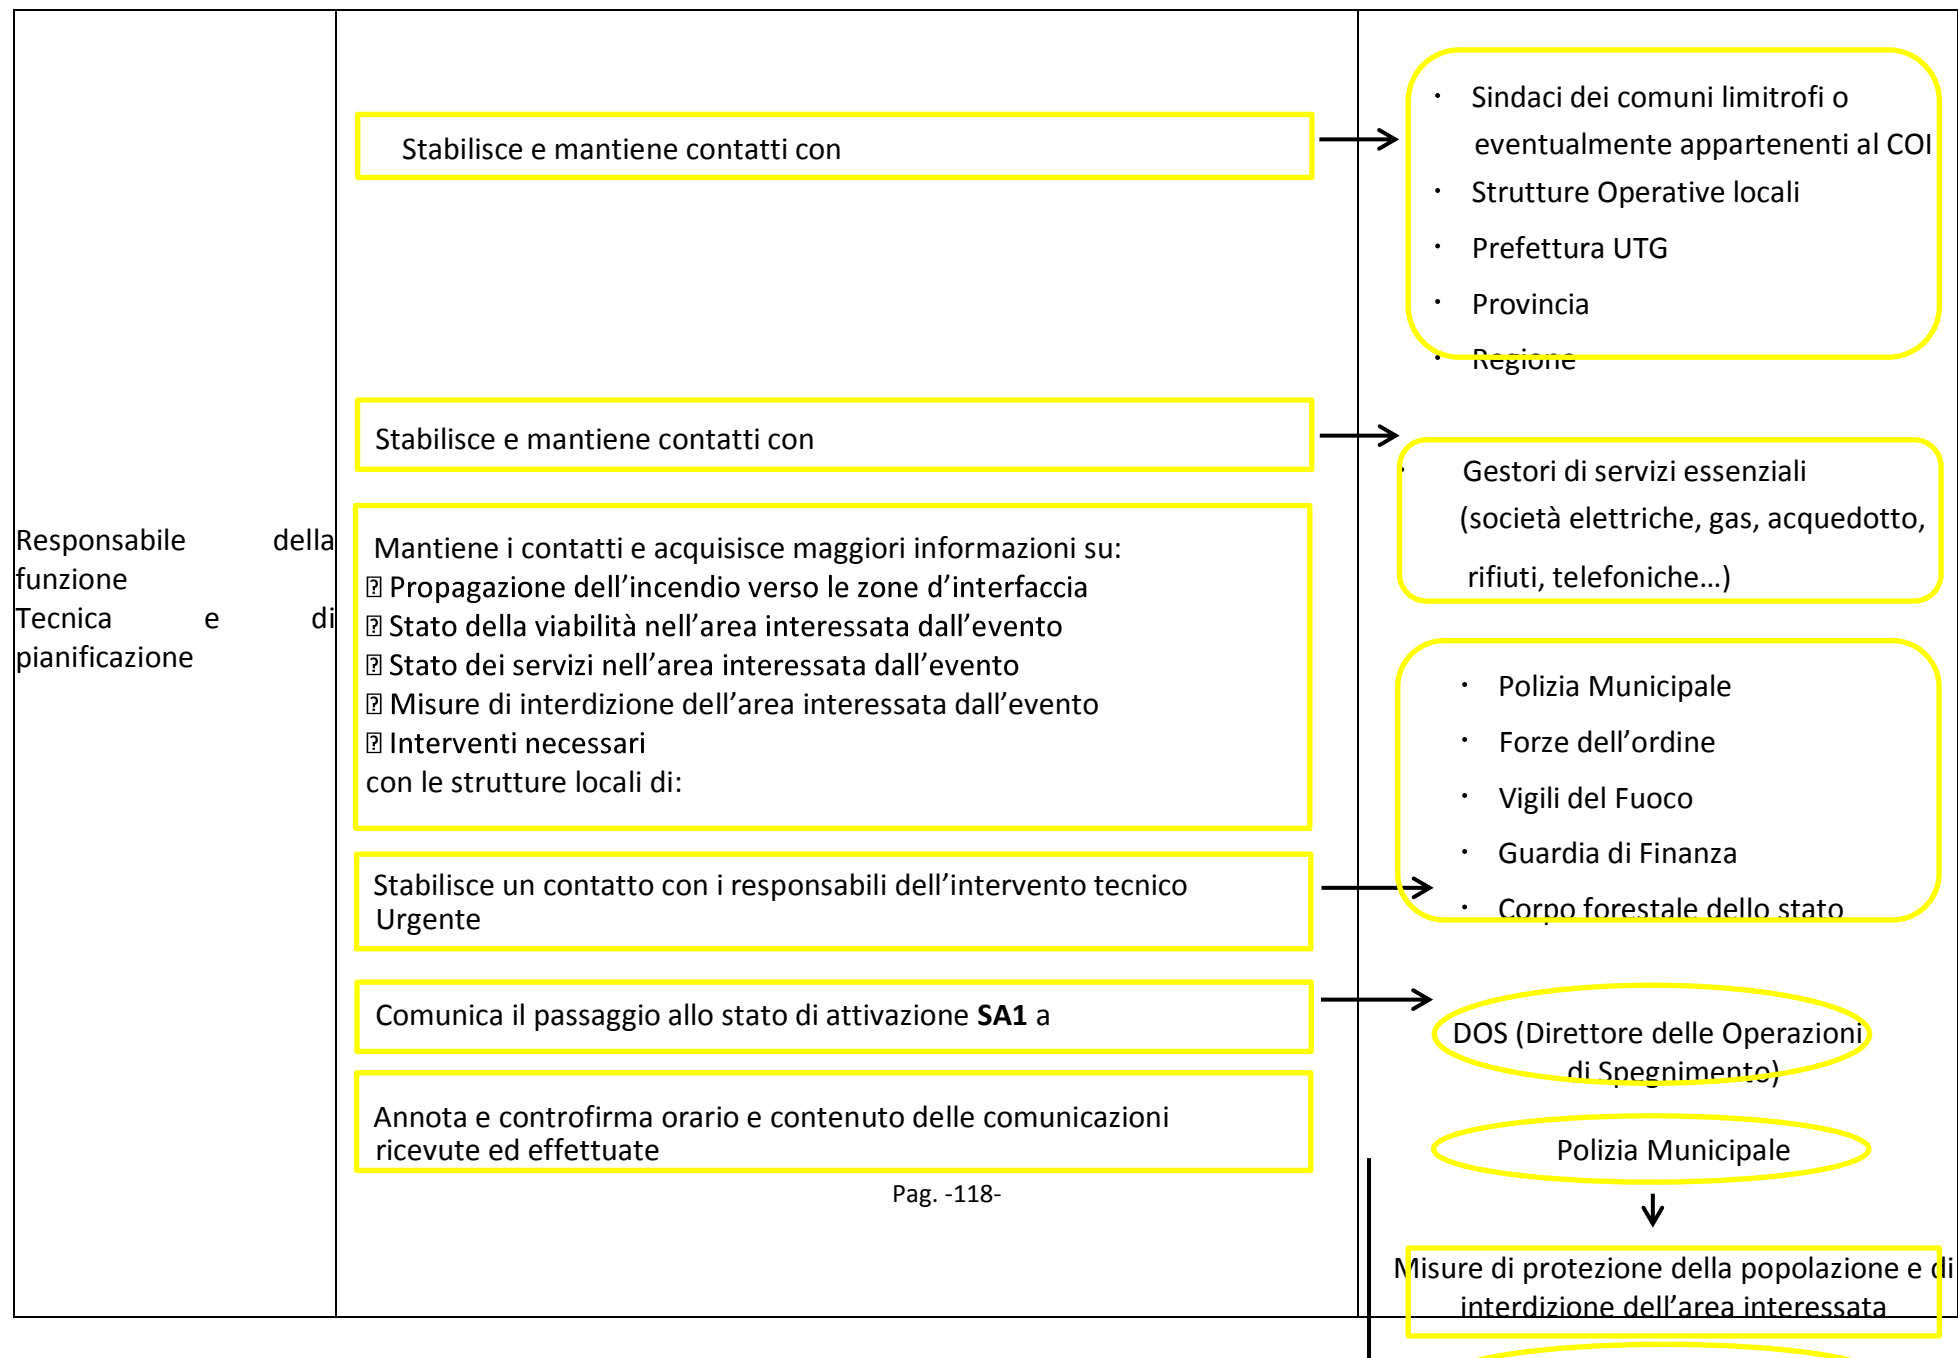 Responsabile della
funzione
Tecnica e di
pianificazione
Stabilisce e mantiene contatti con
Stabilisce e mantiene contatti con
Mantiene i contatti e acquisisce maggiori informazioni su:
Propagazione dell’incendio verso le zone d’interfaccia
Stato della viabilità nell’area interessata dall’evento
Stato dei servizi nell’area interessata dall’evento
Misure di interdizione dell’area interessata dall’evento
Interventi necessari
con le strutture locali di:
Stabilisce un contatto con i responsabili dell’intervento tecnico
Urgente
Comunica il passaggio allo stato di attivazione SA1 a
Annota e controfirma orario e contenuto delle comunicazioni
ricevute ed effettuate
Pag. -118-
· Sindaci dei comuni limitrofi o
eventualmente appartenenti al COI
· Strutture Operative locali
· Prefettura UTG
· Provincia
· Regione
· Gestori di servizi essenziali
(società elettriche, gas, acquedotto,
rifiuti, telefoniche…)
· Polizia Municipale
· Forze dell’ordine
· Vigili del Fuoco
· Guardia di Finanza
· Corpo forestale dello stato
DOS (Direttore delle Operazioni
di Spegnimento)
Polizia Municipale
Misure di protezione della popolazione e di
interdizione dell’area interessata